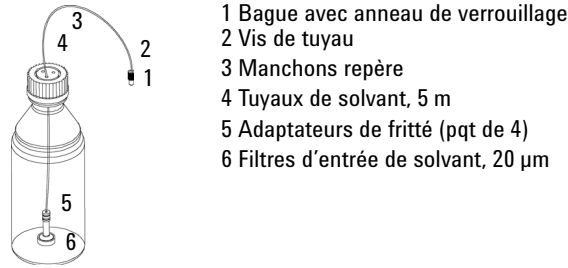 3
4
2
1
5
6
1 Bague avec anneau de verrouillage
2 Vis de tuyau
3 Manchons repère
4 Tuyaux de solvant, 5 m
5 Adaptateurs de fritté (pqt de 4)
6 Filtres d’entrée de solvant, 20 µm